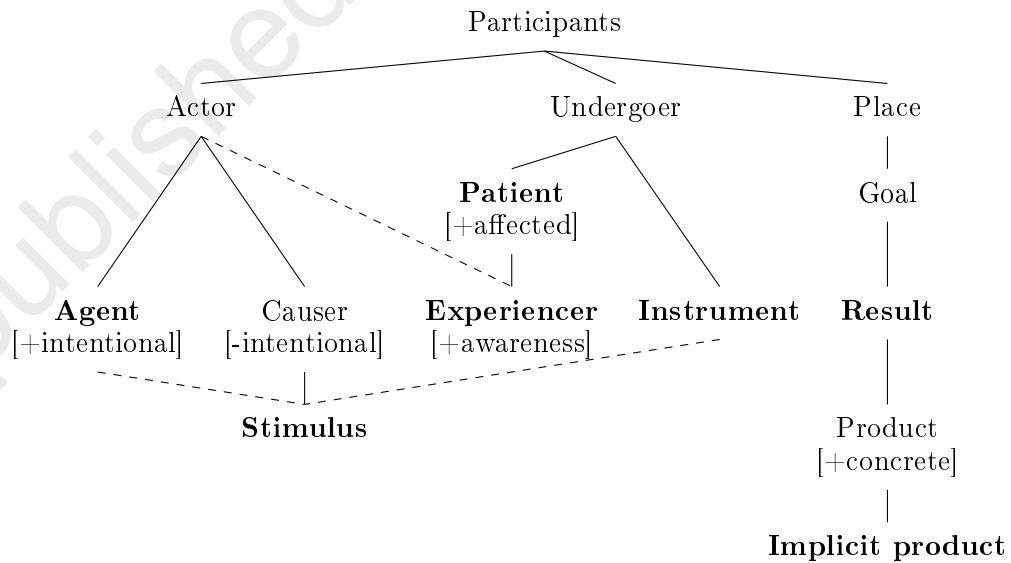 Participants
Actor
Undergoer
Place
Patient
[+affected]
Goal
Agent
[+intentional]
Causer
[-intentional]
Experiencer
[+awareness]
Instrument
Result
Stimulus
Product
[+concrete]
Implicit product
published